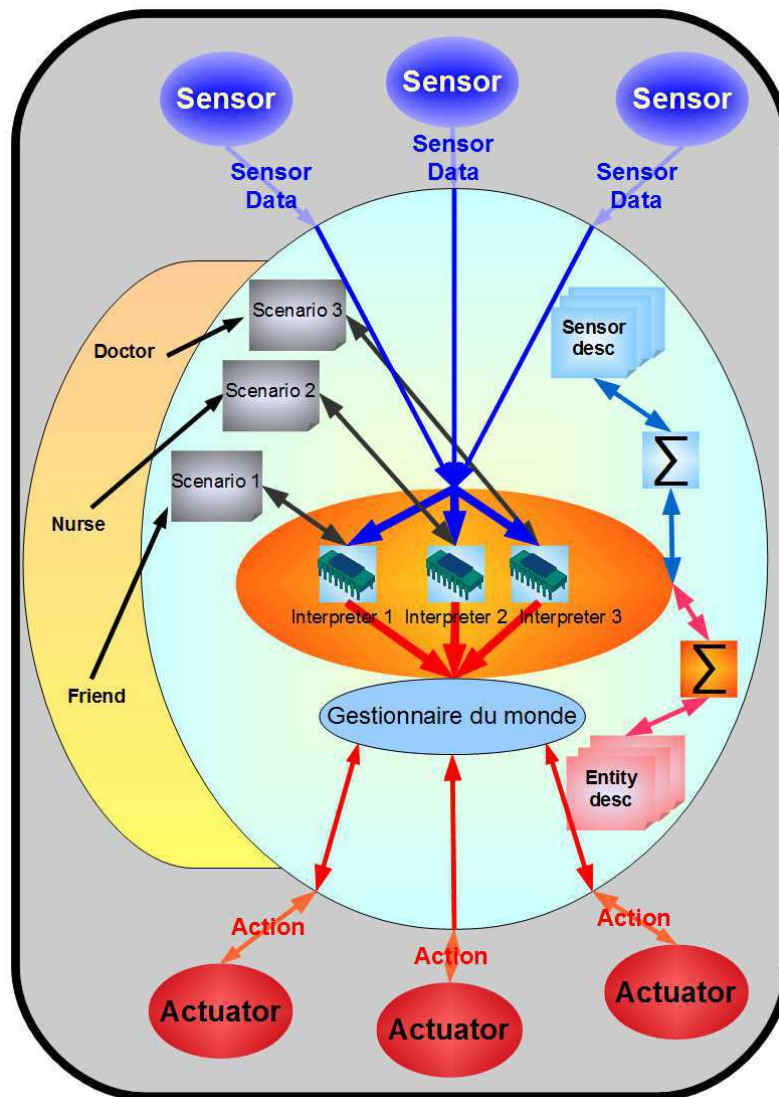 Sensor
Sensor
Sensor
Sensor
Data
Sensor
Data
Sensor
Data
Scenario 3
Doctor
Scenario 2
Scenario 1
Nurse
Friend
Sensor
desc
Σ
Interpreter 1
Interpreter 2
Interpreter 3
Σ
Gestionnaire du monde
Entity
desc
Action
Action
Action
Actuator
Actuator
Actuator